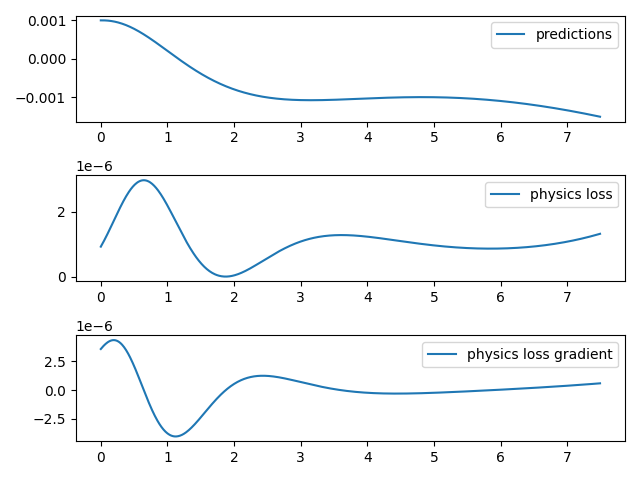 0.001
predictions
0.000
−0.001
0 1 2 3 4 5 6 7
1e−6
physics loss
2
0
0 1 2 3 4 5 6 7
1e−6
physics loss gradient
2.5
0.0
−2.5
0 1 2 3 4 5 6 7